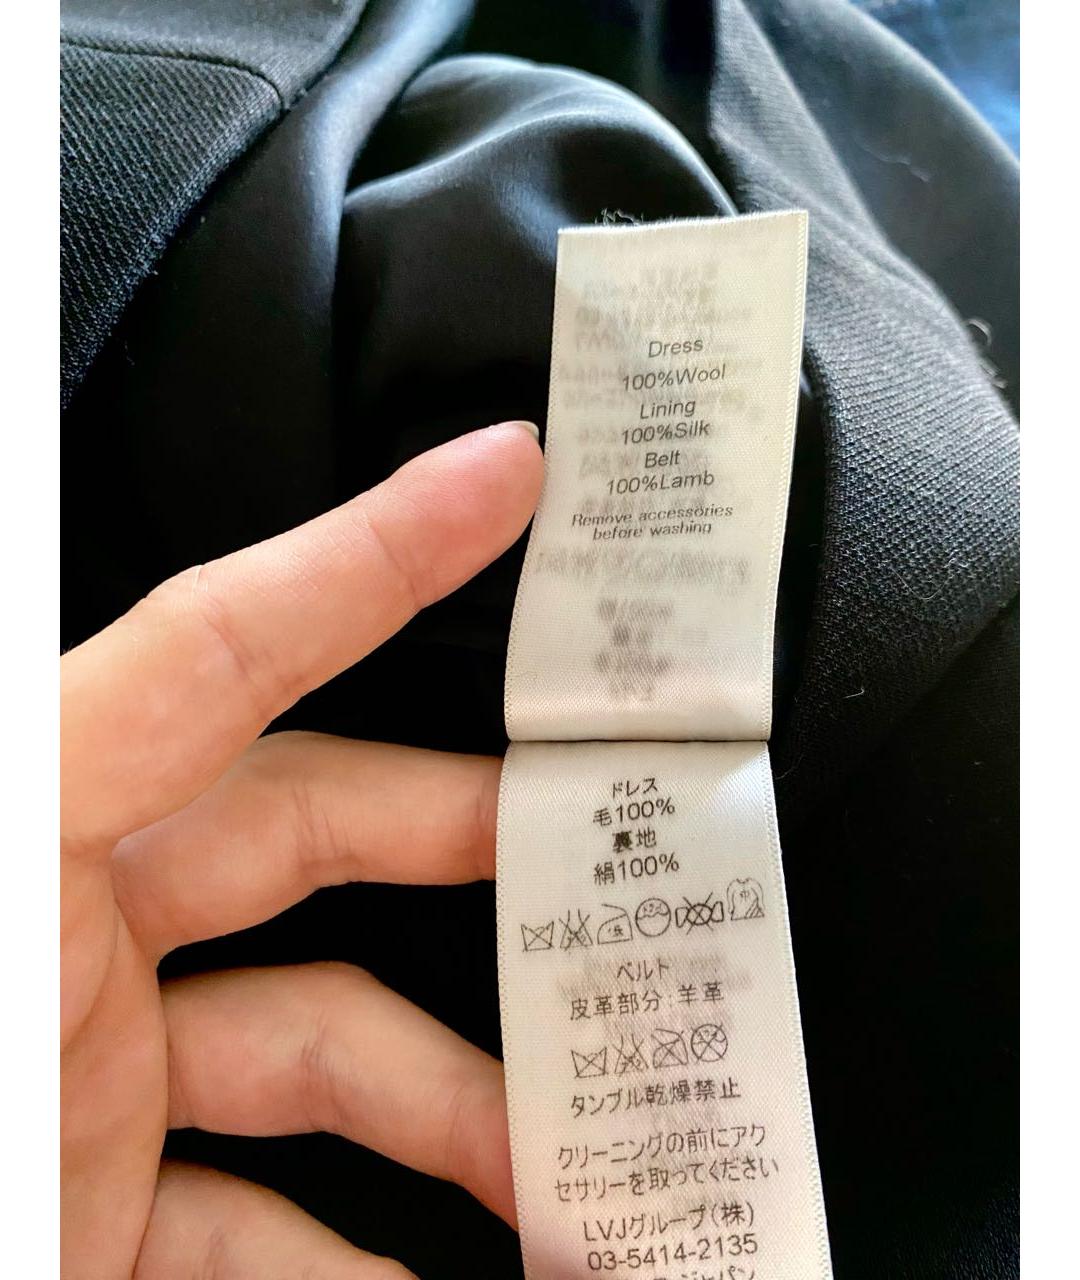 Dress
100%Wool
Lining
100%Silk
Belt
100%Lamb
Remove accessories
before washing
ドレス
毛100%
裏地
絹100%
ベルト
皮革部分:羊革
タンブル乾燥禁止
クリーニングの前にアク
セサリーを取ってください
LVJグループ(株)
03-5414-2135
ジャパン